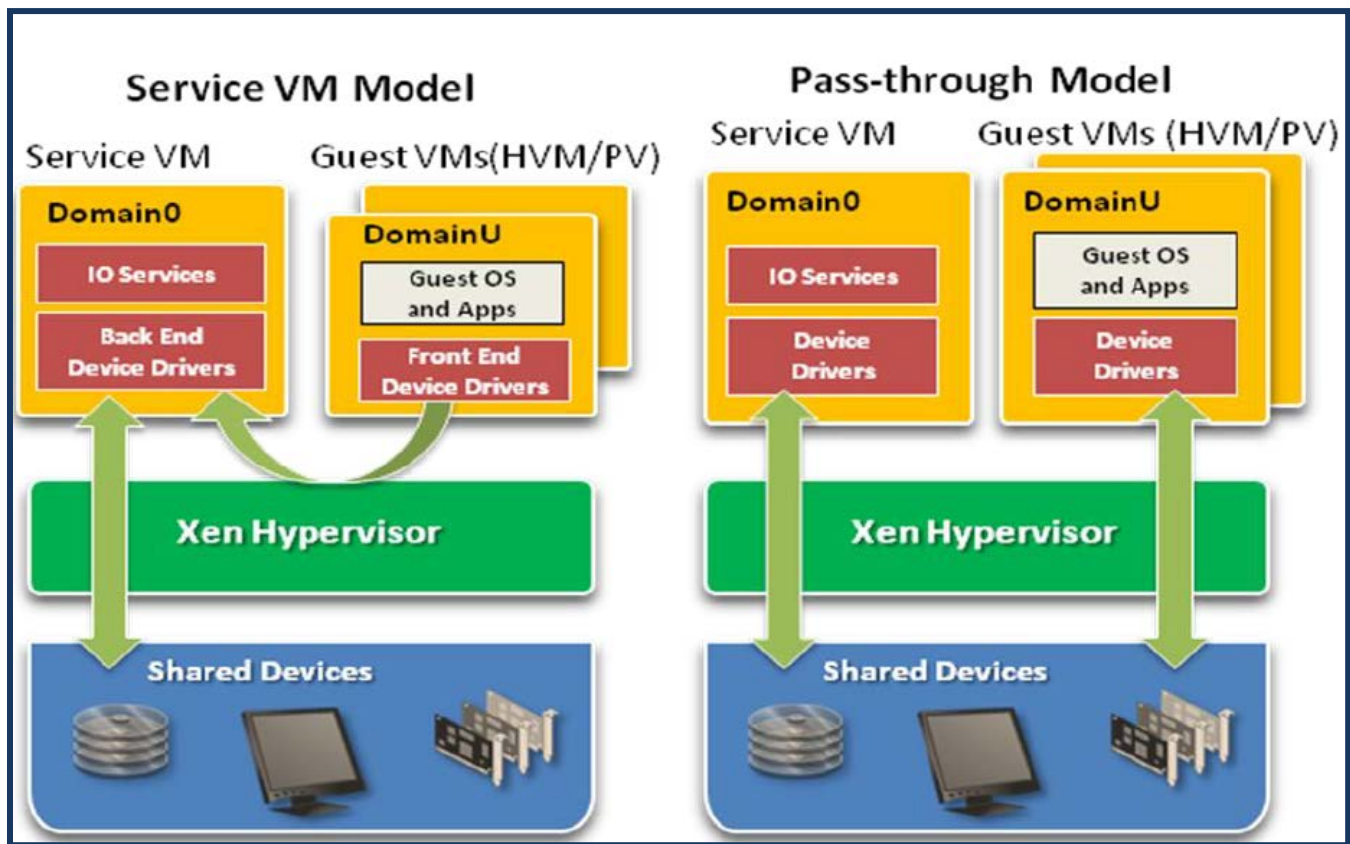 Service VM Model
Service VM
Guest VMs(HVM/PV)
Domain0
IO Services
Back End
Device Drivers
DomainU
Guest OS
and Apps
Front End
Device Drivers
Xen Hypervisor
Shared Devices
Pass-through Model
Service VM
Guest VMs (HVM/PV)
Domain0
IO Services
Device
Drivers
DomainU
Guest OS
and Apps
Device
Drivers
Xen Hypervisor
Shared Devices